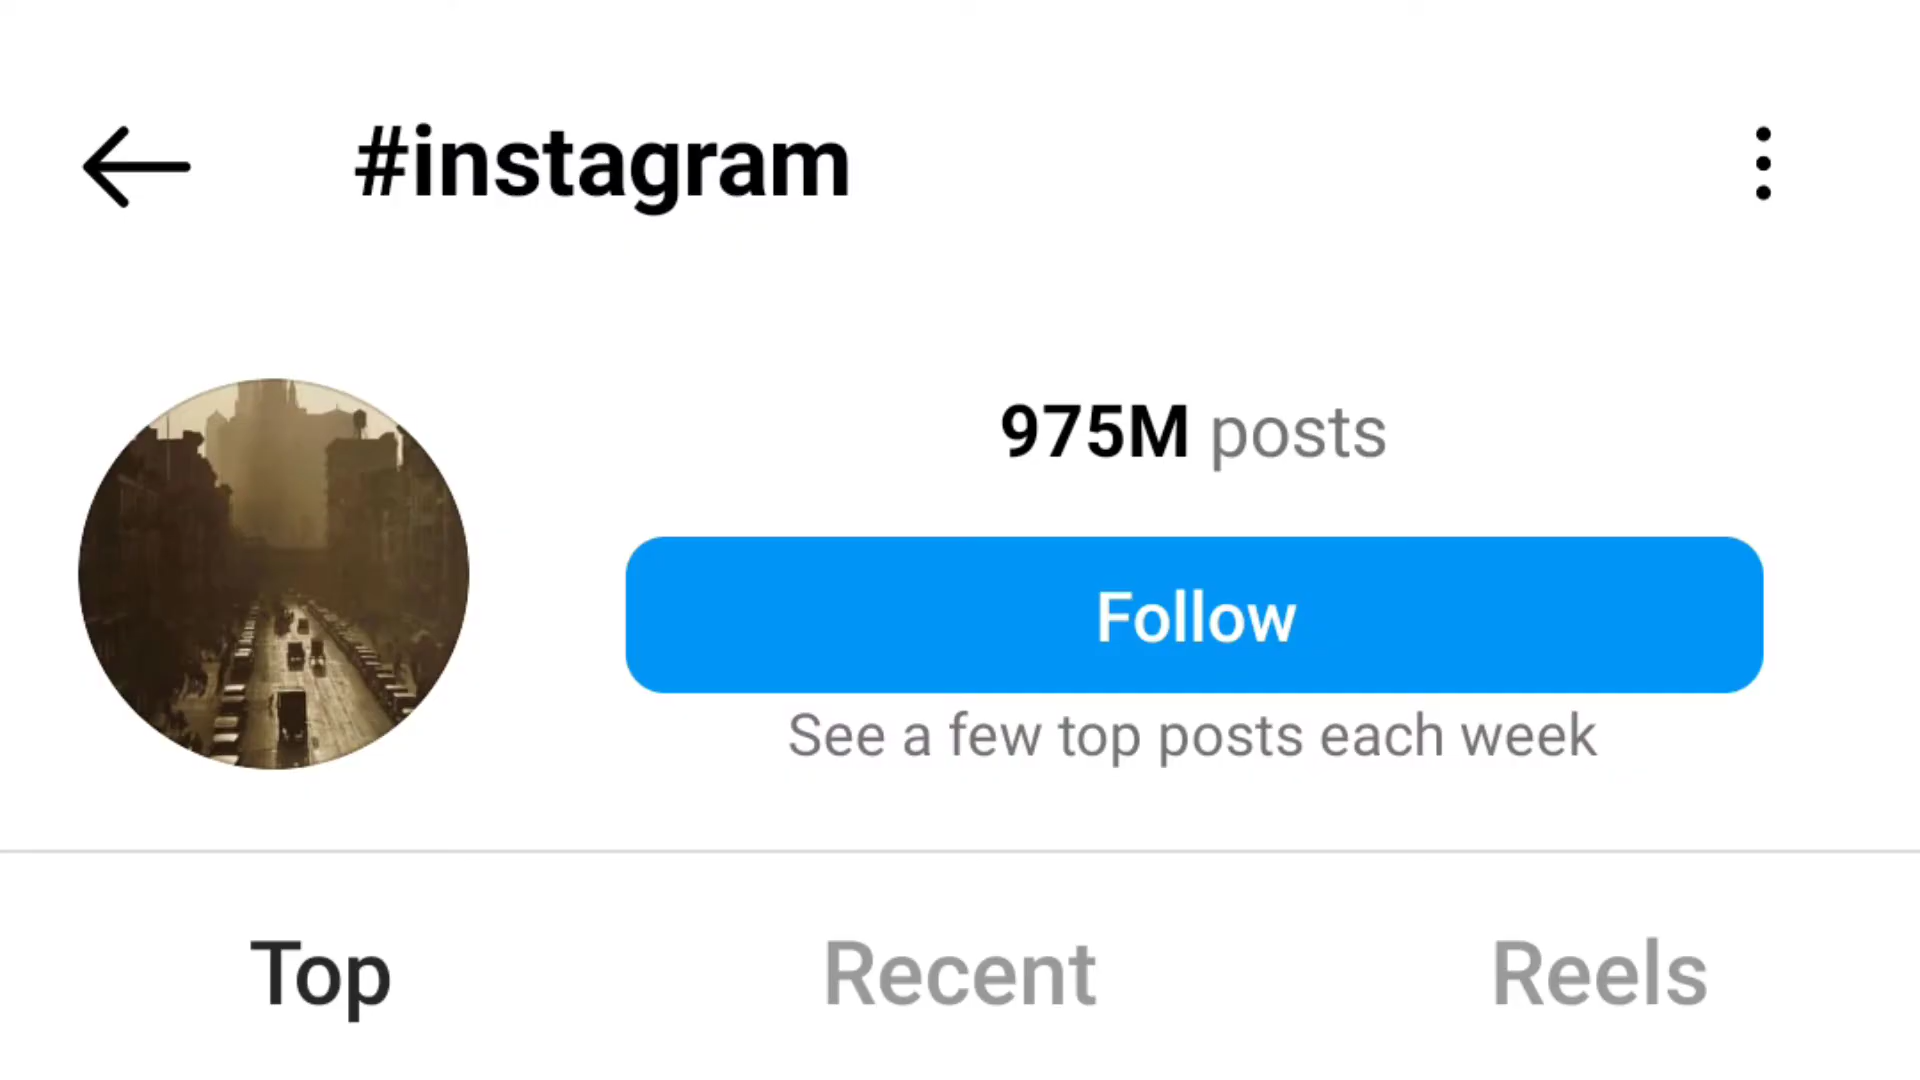 #instagram
975M posts
Follow
See a few top posts each week
Top Recent Reels